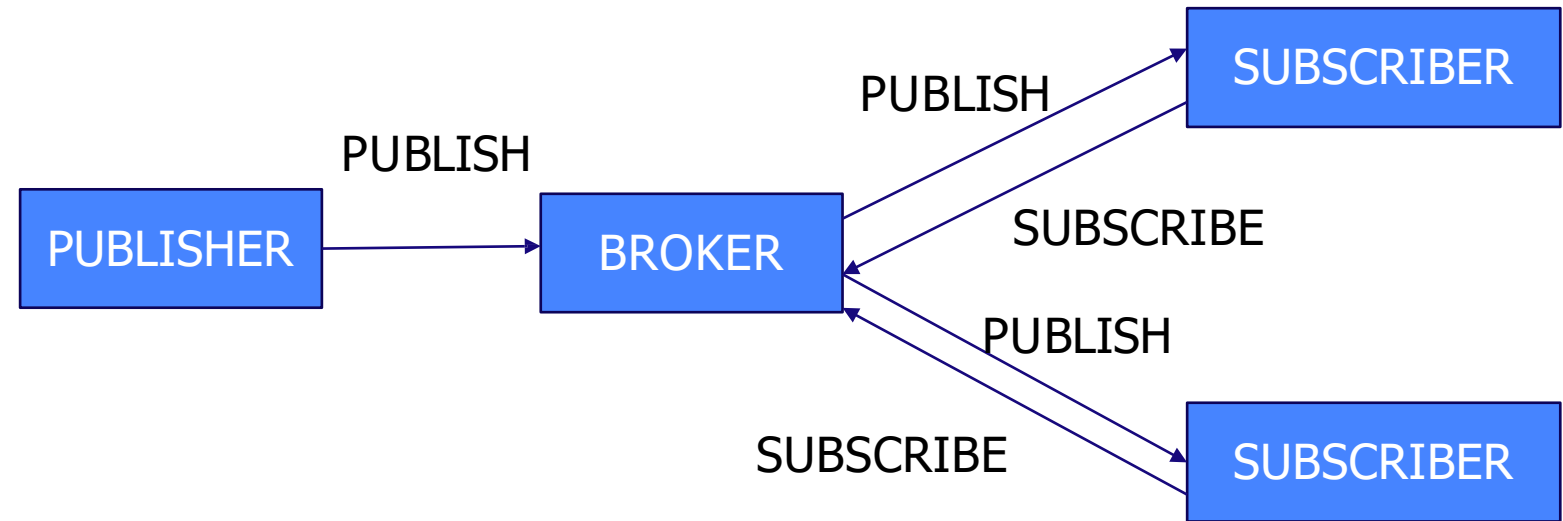 SUBSCRIBER
PUBLISH
PUBLISH
PUBLISHER
BROKER
SUBSCRIBE
PUBLISH
SUBSCRIBE
SUBSCRIBER